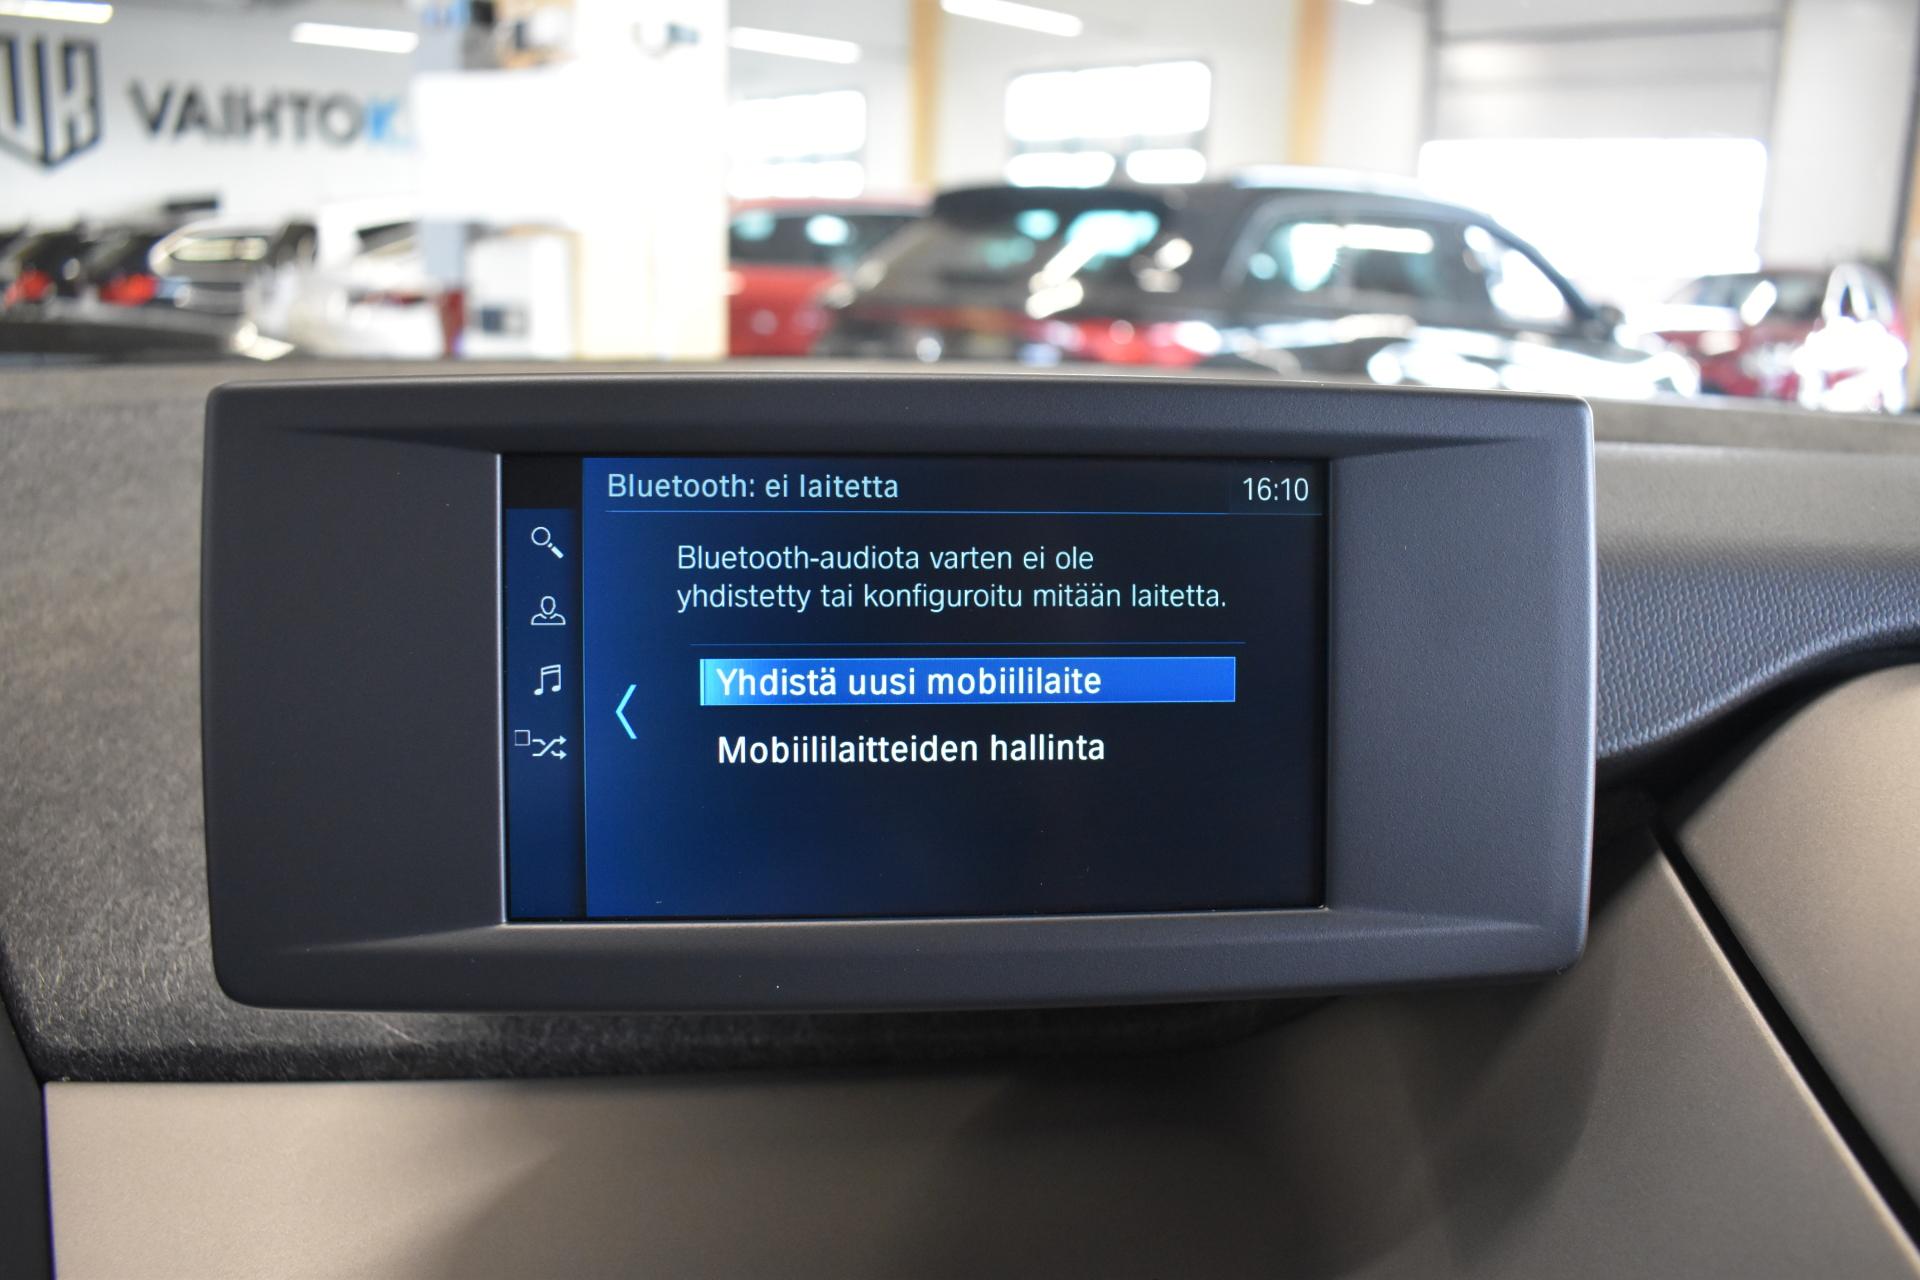 VAIHTOK
Bluetooth: ei laitetta
16:10
Bluetooth-audiota varten ei ole
yhdistetty tai konfiguroitu mitään laitetta.
Yhdistä uusi mobiililaite
Mobiililaitteiden hallinta